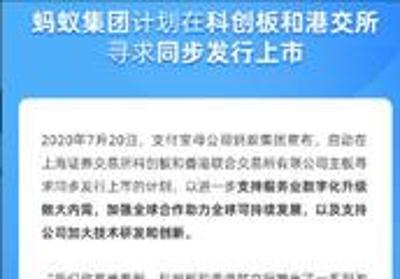 蚂蚁集团计划在科创板和港交所
寻求同步发行上市
2020年7月20日，支付宝母公司蚂蚁集团宣布，启动在
上海证券交易所科创板和香港联合交易所有限公司主板寻
求同步发行上市的计划，以进一步支持服务业数字化升级
做大内需，加强全球合作助力全球可持续发展，以及支持
公司加大技术研发和创新。